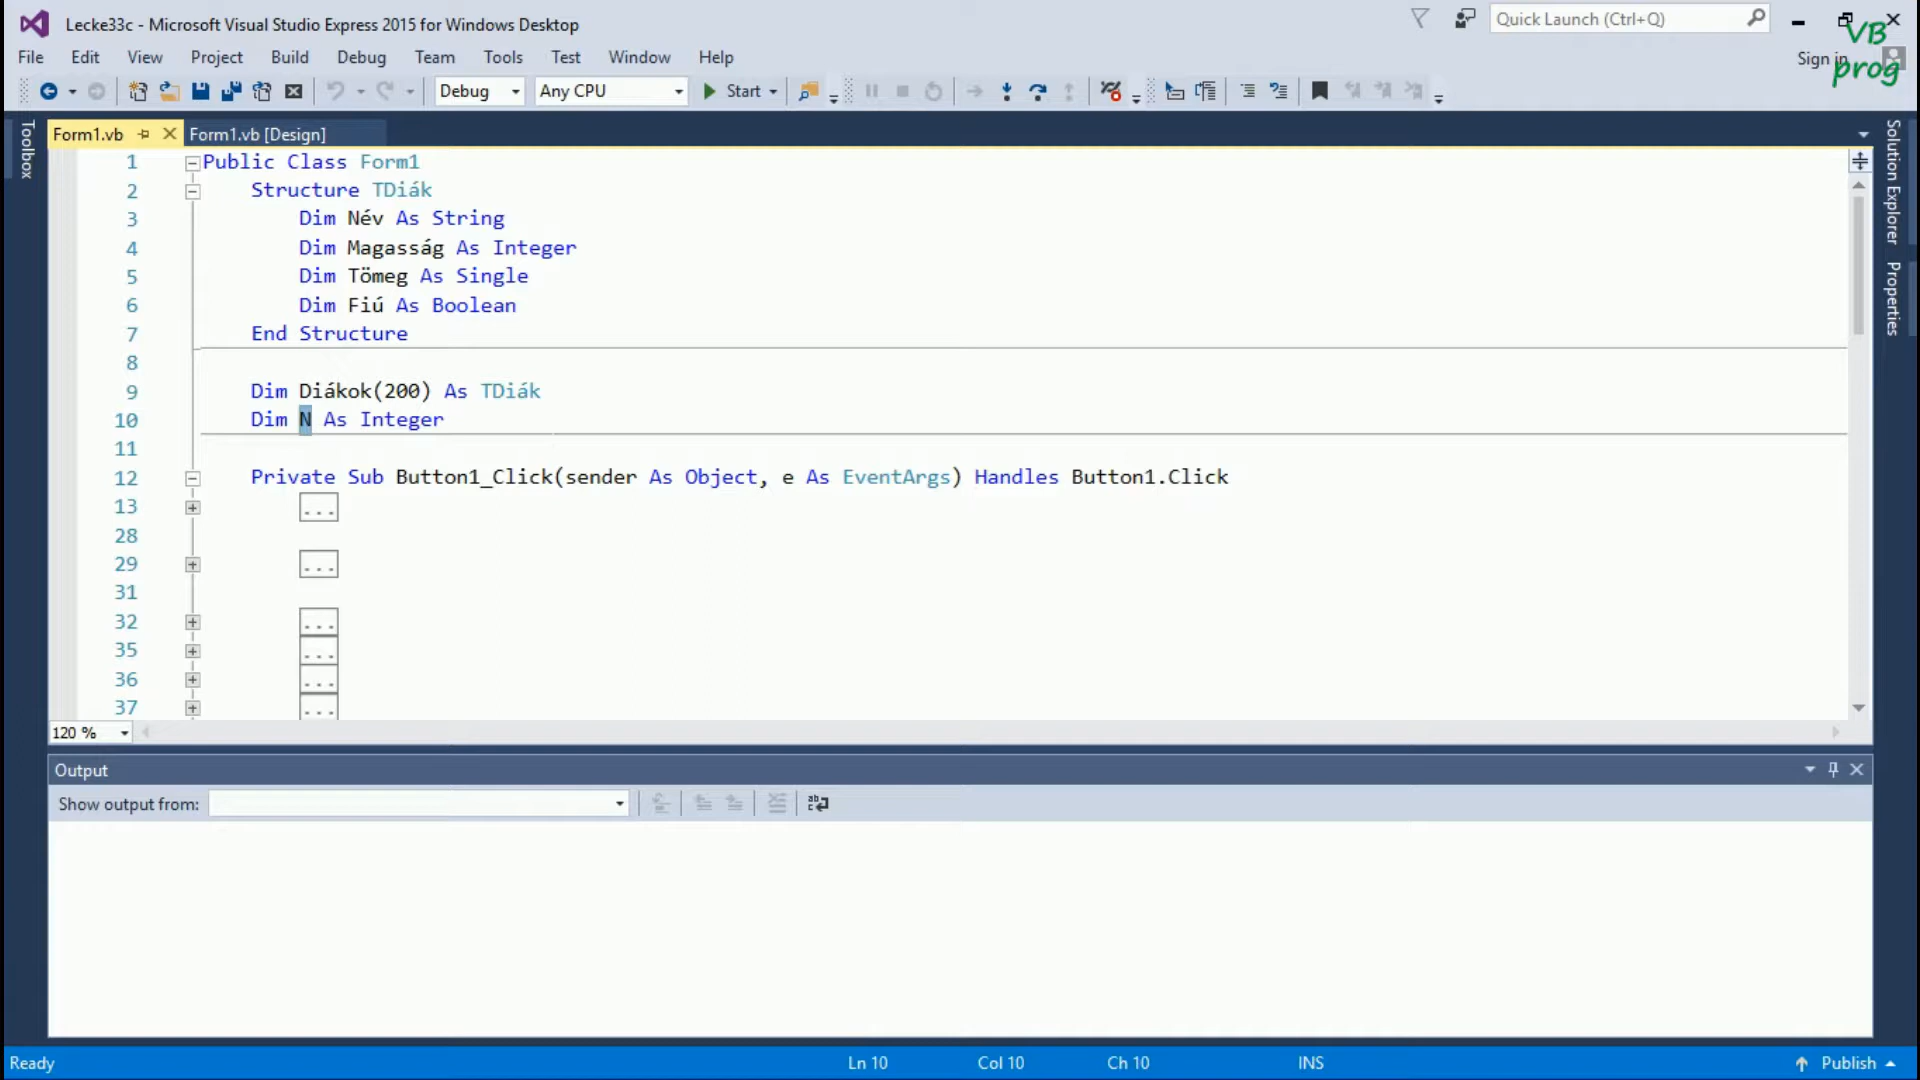 Lecke33c - Microsoft Visual Studio Express 2015 for Windows Desktop
Quick Launch (Ctrl+Q)
VB
prog
File Edit View Project Build Debug Team Tools Test Window Help
Sign in
Debug Any CPU Start
Toolbox
Form1.vb Form1.vb [Design]
Solution Explorer
Properties
1 Public Class Form1
2 Structure TDiák
3 Dim Név As String
4 Dim Magasság As Integer
5 Dim Tömeg As Single
6 Dim Fiú As Boolean
7 End Structure
8
9 Dim Diákok(200) As TDiák
10 Dim N As Integer
11
12 Private Sub Button1_Click(sender As Object, e As EventArgs) Handles Button1.Click
13 ...
28
29 ...
31
32 ...
35 ...
36 ...
37 ...
120 %
Output
Show output from:
Ready Ln 10 Col 10 Ch 10 INS Publish